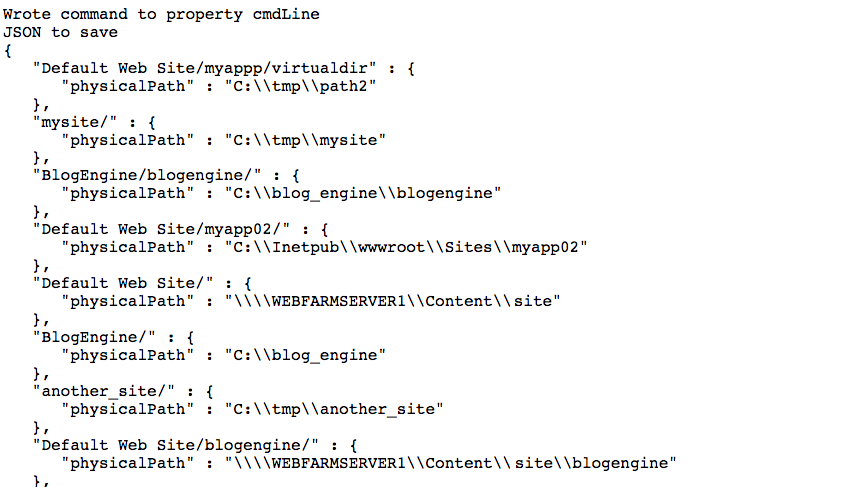 Wrote command to property cmdLine
JSON to save
{
   "Default Web Site/myappp/virtualdir" : {
      "physicalPath" : "C:\\tmp\\path2"
   },
   "mysite/" : {
      "physicalPath" : "C:\\tmp\\mysite"
   },
   "BlogEngine/blogengine/" : {
      "physicalPath" : "C:\\blog_engine\\blogengine"
   },
   "Default Web Site/myapp02/" : {
      "physicalPath" : "C:\\Inetpub\\wwwroot\\Sites\\myapp02"
   },
   "Default Web Site/" : {
      "physicalPath" : "\\\\WEBFARMSERVER1\\Content\\site"
   },
   "BlogEngine/" : {
      "physicalPath" : "C:\\blog_engine"
   },
   "another_site/" : {
      "physicalPath" : "C:\\tmp\\another_site"
   },
   "Default Web Site/blogengine/" : {
      "physicalPath" : "\\\\WEBFARMSERVER1\\Content\\site\\blogengine"
   },